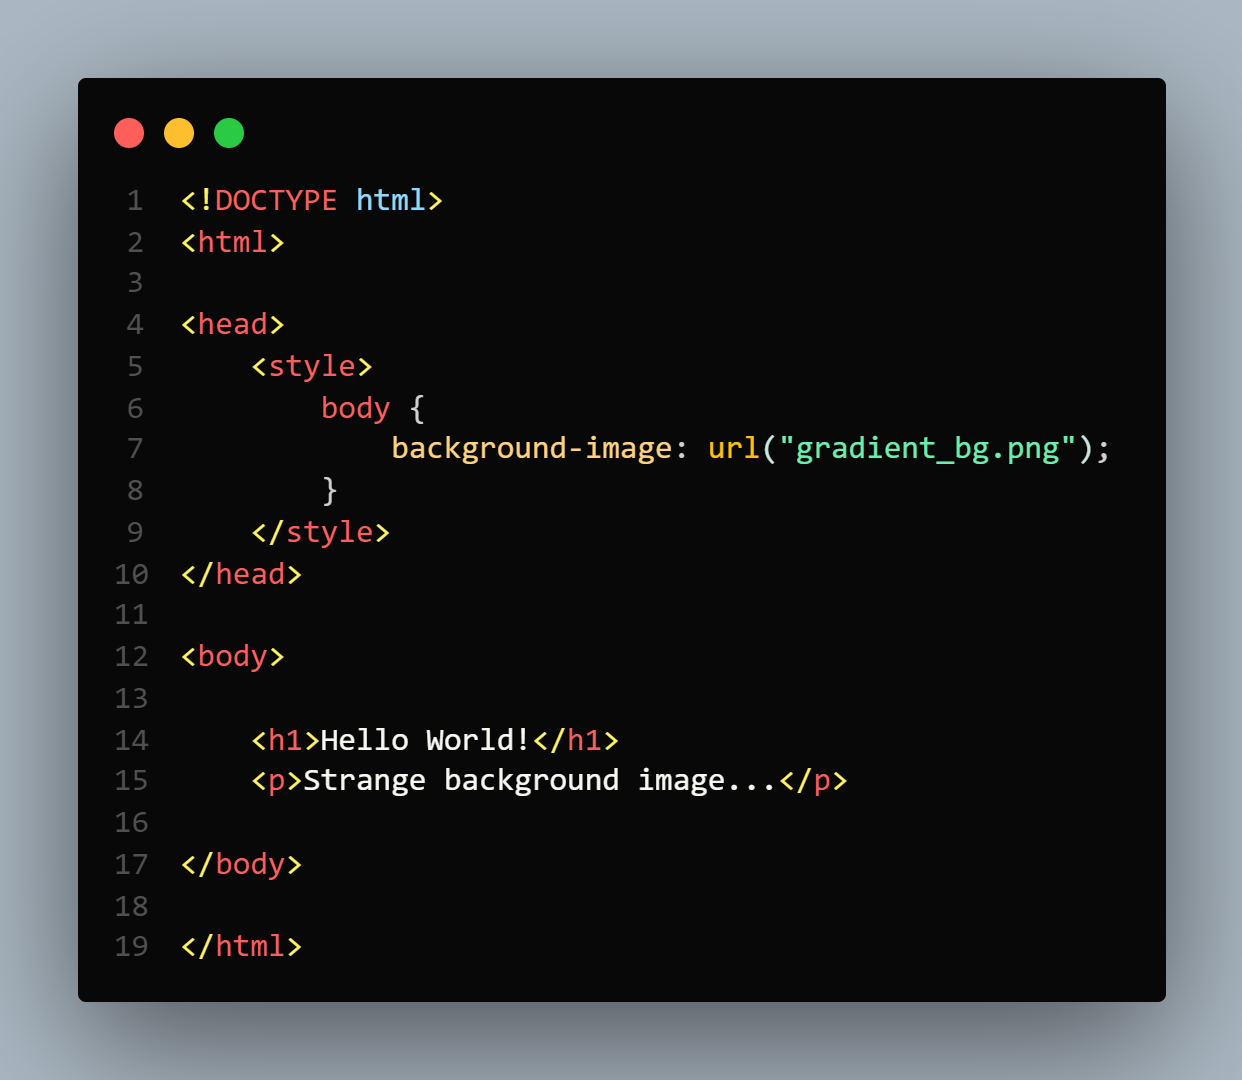 1 <!DOCTYPE html>
2 <html>
3
4 <head>
5     <style>
6         body {
7             background-image: url("gradient_bg.png");
8         }
9     </style>
10 </head>
11
12 <body>
13
14     <h1>Hello World!</h1>
15     <p>Strange background image...</p>
16
17 </body>
18
19 </html>